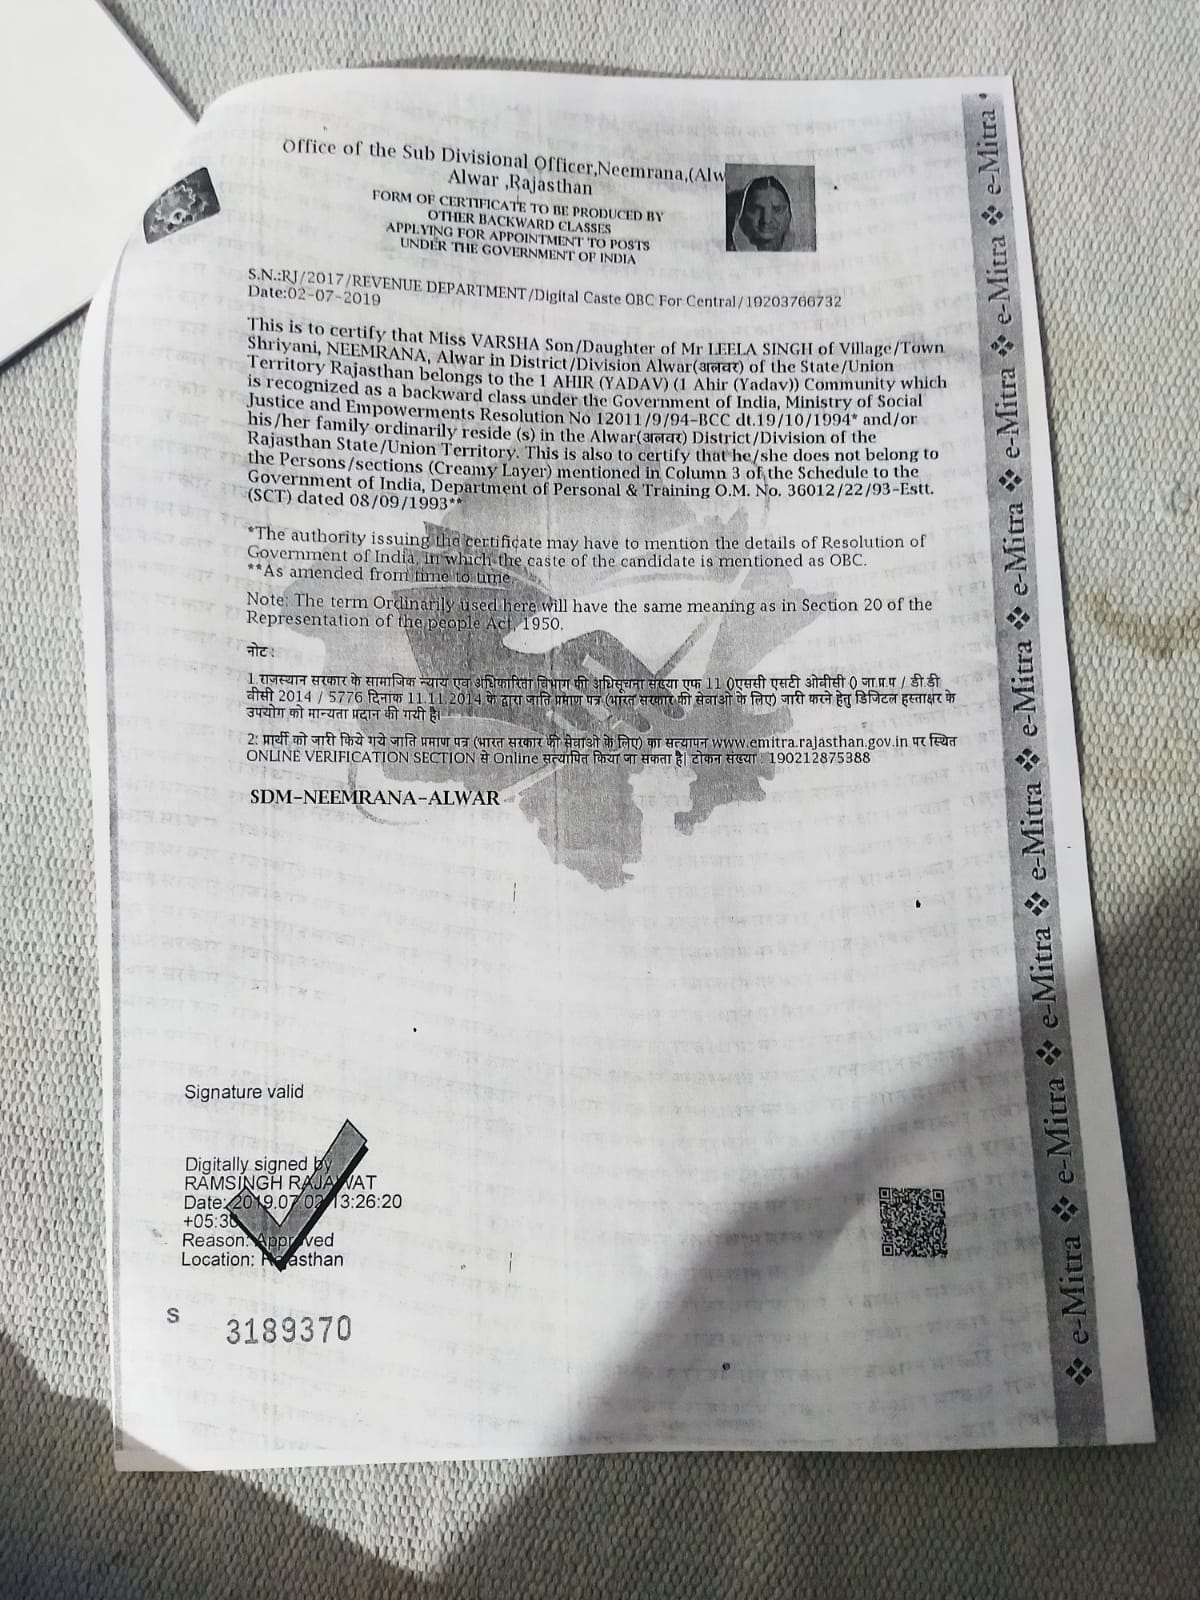 Office of the Sub Divisional Officer,Neemrana,(Alw
Alwar ,Rajasthan
FORM OF CERTIFICATE TO BE PRODUCED BY
OTHER BACKWARD CLASSES
APPLYING FOR APPOINTMENT TO POSTS
UNDER THE GOVERNMENT OF INDIA
S.N.:RJ/2017/REVENUE DEPARTMENT/Digital Caste OBC For Central/19203766732
Date:02-07-2019
This is to certify that Miss VARSHA Son/Daughter of Mr LEELA SINGH of Village/Town
Shriyani, NEEMRANA, Alwar in District/Division Alwar(अलवर) of the State/Union
Territory Rajasthan belongs to the 1 AHIR (YADAV) (1 Ahir (Yadav)) Community which
is recognized as a backward class under the Government of India, Ministry of Social
Justice and Empowerments Resolution No 12011/9/94-BCC dt.19/10/1994* and/or
his/her family ordinarily reside (s) in the Alwar(अलवर) District/Division of the
Rajasthan State/Union Territory. This is also to certify that he/she does not belong to
the Persons/sections (Creamy Layer) mentioned in Column 3 of the Schedule to the
Government of India, Department of Personal & Training O.M. No. 36012/22/93-Estt.
(SCT) dated 08/09/1993**
*The authority issuing the certificate may have to mention the details of Resolution of
Government of India, in which the caste of the candidate is mentioned as OBC.
**As amended from time to time.
Note: The term Ordinarily used here will have the same meaning as in Section 20 of the
Representation of the people Act, 1950.
नोट :
1 राजस्थान सरकार के सामाजिक न्याय एवं अधिकारिता विभाग की अधिसूचना संख्या एफ 11 ()एससी एसटी ओबीसी () जा.प्र.प / डी डी
बीसी 2014 / 5776 दिनांक 11.11.2014 के द्वारा जाति प्रमाण पत्र (भारत सरकार की सेवाओ के लिए) जारी करने हेतु डिजिटल हस्ताक्षर के
उपयोग को मान्यता प्रदान की गयी है।
2: प्रार्थी को जारी किये गये जाति प्रमाण पत्र (भारत सरकार की सेवाओ के लिए) का सत्यापन www.emitra.rajasthan.gov.in पर स्थित
ONLINE VERIFICATION SECTION से Online सत्यापित किया जा सकता है| टोकन संख्या : 190212875388
SDM-NEEMRANA-ALWAR
Signature valid
Digitally signed by
RAMSINGH RAJAWAT
Date: 2019.07.02 13:26:20
+05:30
Reason: Approved
Location: Rajasthan
S 3189370
❖ e-Mitra ❖ e-Mitra ❖ e-Mitra ❖ e-Mitra ❖ e-Mitra ❖ e-Mitra ❖ e-Mitra ❖ e-Mitra ❖ e-Mitra